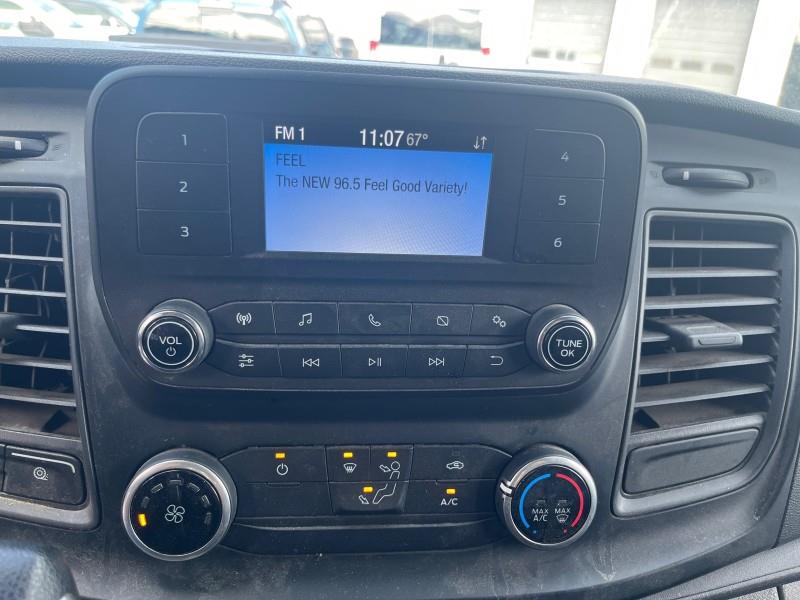 FM 1 11:07 67°
FEEL
The NEW 96.5 Feel Good Variety!
1
2
3
4
5
6
VOL
TUNE
OK
A/C
MAX
A/C
MAX